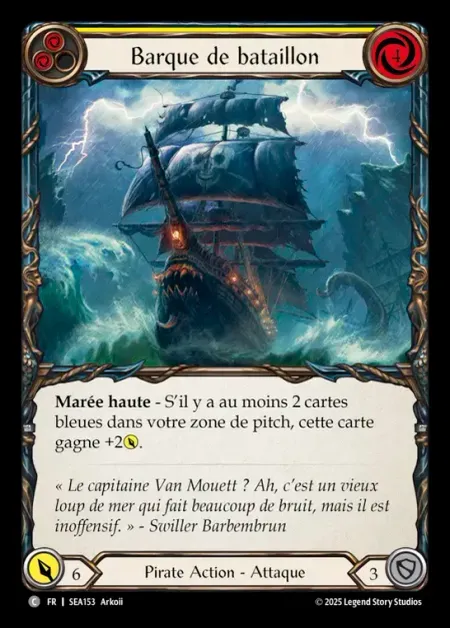 Barque de bataillon
4
Marée haute - S'il y a au moins 2 cartes
bleues dans votre zone de pitch, cette carte
gagne +2.
« Le capitaine Van Mouett ? Ah, c'est un vieux
loup de mer qui fait beaucoup de bruit, mais il est
inoffensif. » - Swiller Barbembrun
6
Pirate Action - Attaque
3
C FR | SEA153 Arkoii
© 2025 Legend Story Studios